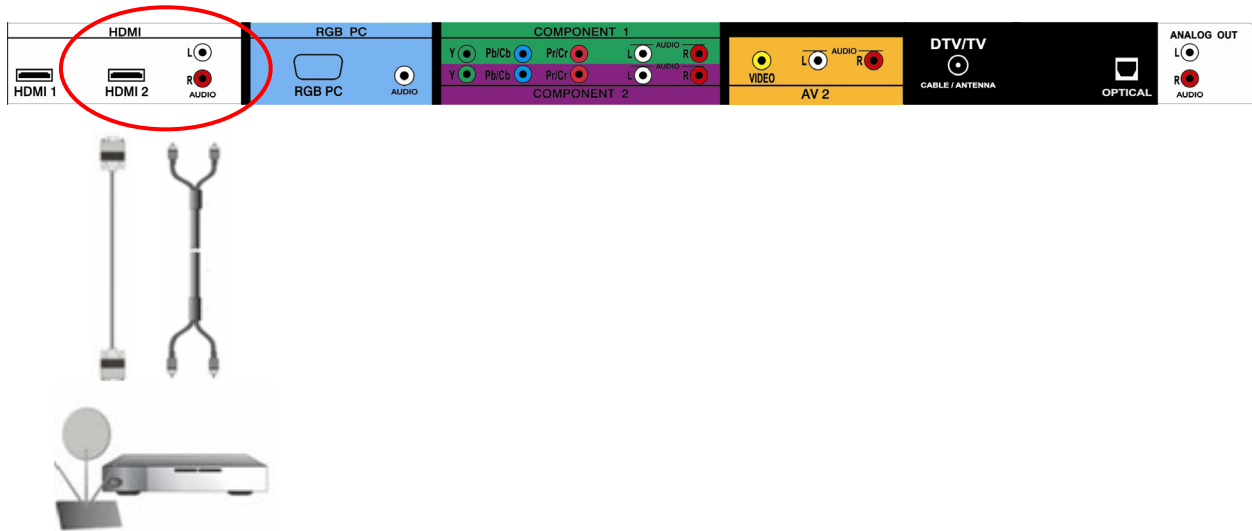 HDMI
HDMI 1
HDMI 2
L
R
AUDIO
RGB PC
RGB PC
AUDIO
COMPONENT 1
Y Pb/Cb Pr/Cr L AUDIO R
Y Pb/Cb Pr/Cr L AUDIO R
COMPONENT 2
VIDEO
L AUDIO R
AV 2
DTV/TV
CABLE / ANTENNA
OPTICAL
ANALOG OUT
L
R
AUDIO